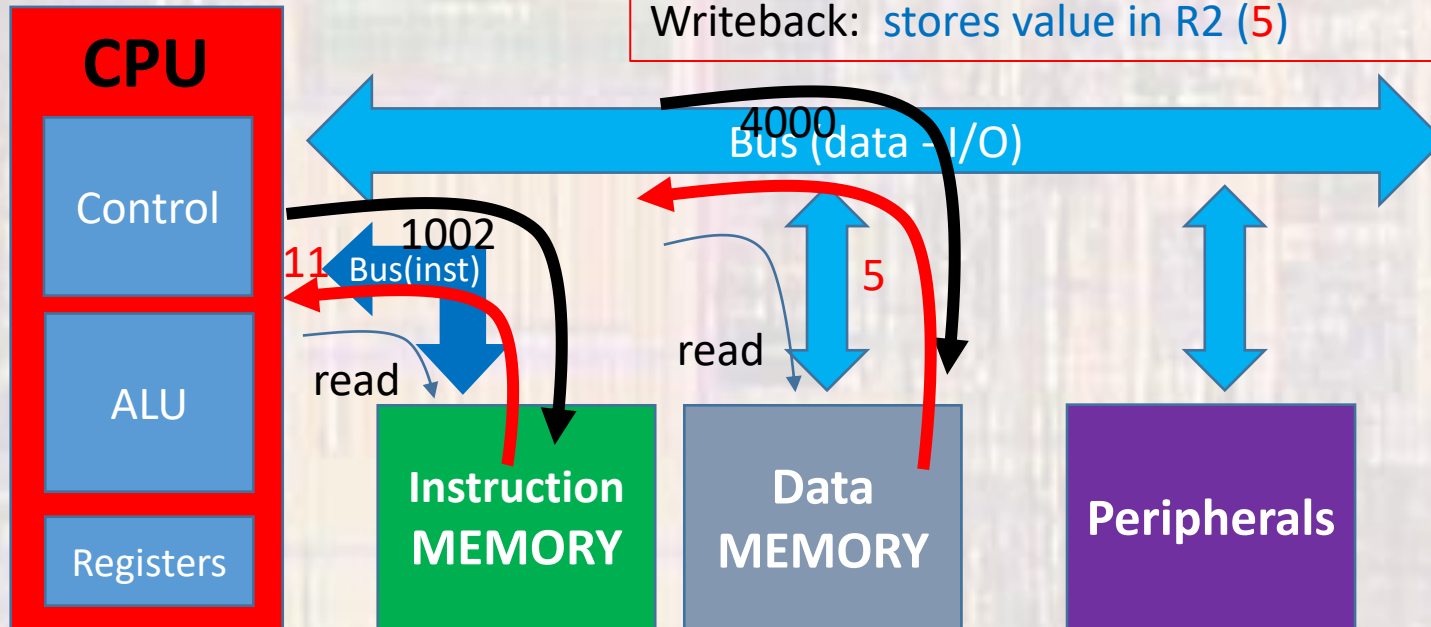 Writeback: stores value in R2 (5)
CPU
4000
Bus (data - I/O)
Control
1002
11
Bus(inst)
5
read
read
ALU
Instruction
MEMORY
Data
MEMORY
Peripherals
Registers